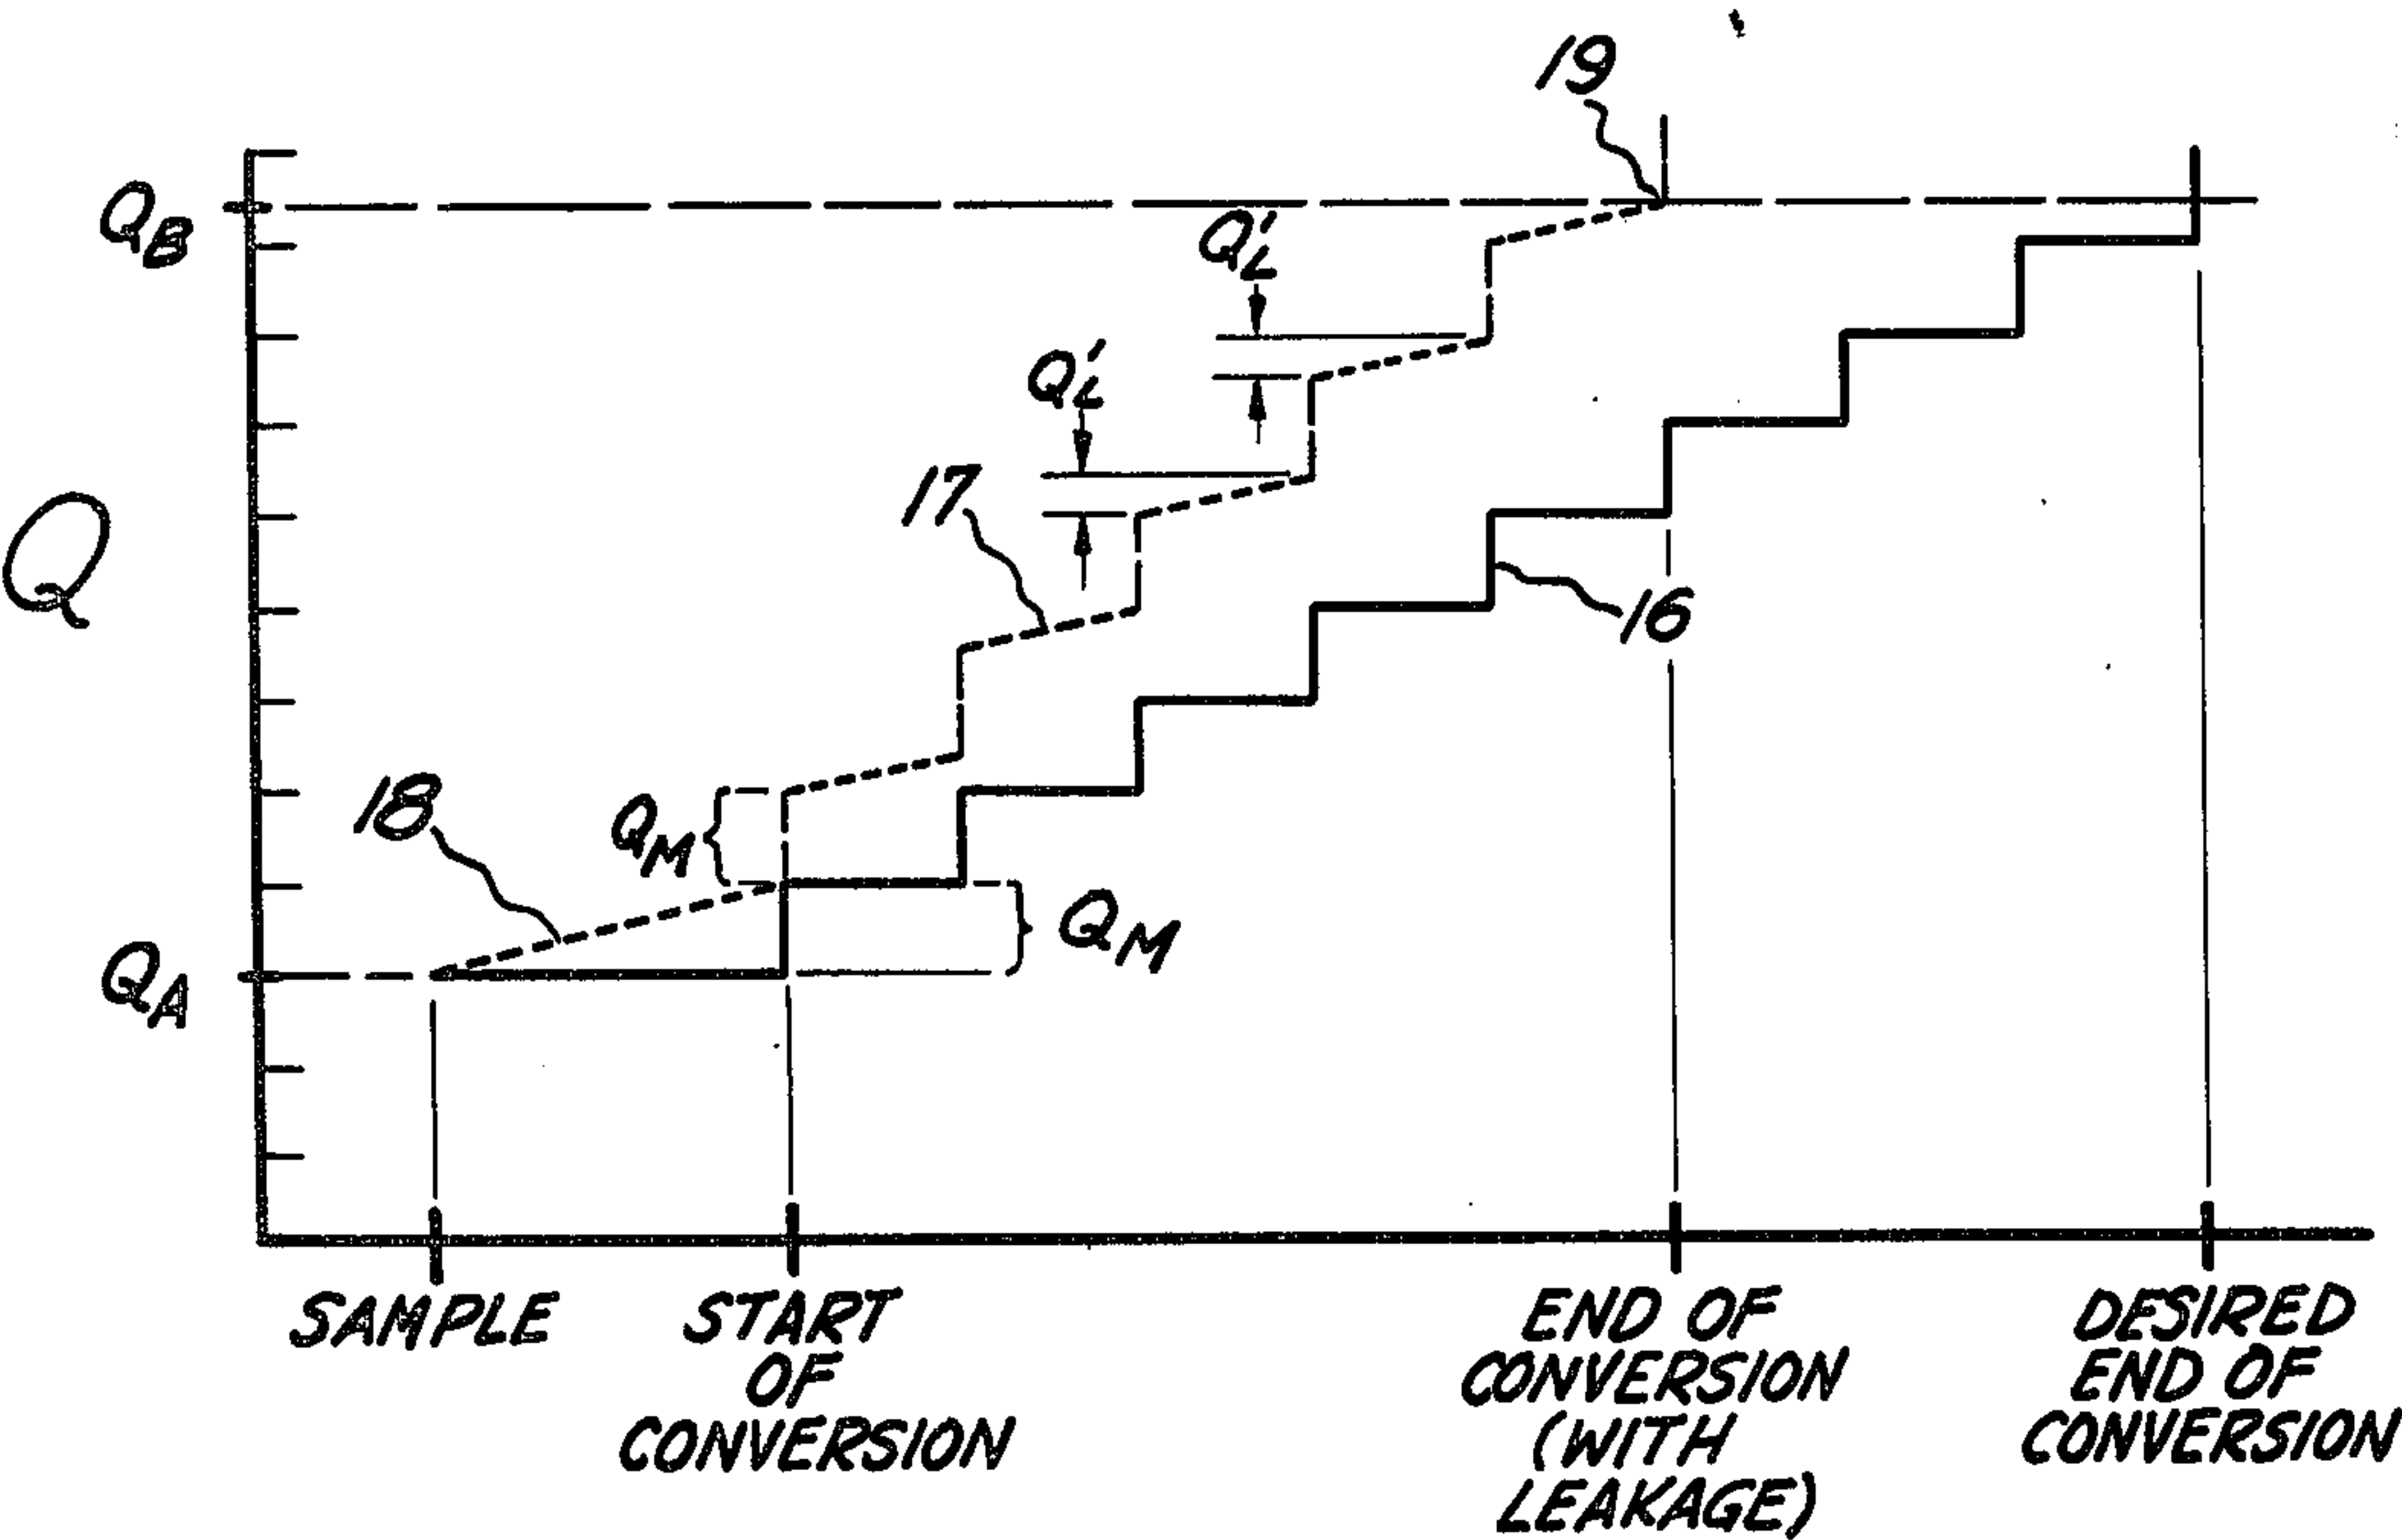 19
Q_B
Q'_L
Q'_L
17
Q
16
18
Q_M
Q_M
Q_A
SAMPLE
START
OF
CONVERSION
END OF
CONVERSION
(WITH
LEAKAGE)
DESIRED
END OF
CONVERSION